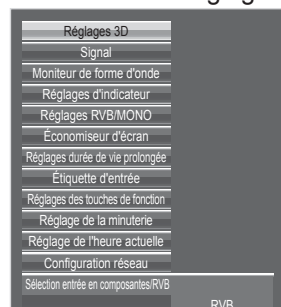 Réglages 3D
Signal
Moniteur de forme d'onde
Réglages d'indicateur
Réglages RVB/MONO
Économiseur d'écran
Réglages durée de vie prolongée
Étiquette d'entrée
Réglages des touches de fonction
Réglage de la minuterie
Réglage de l'heure actuelle
Configuration réseau
Sélection entrée en composantes/RVB
RVB